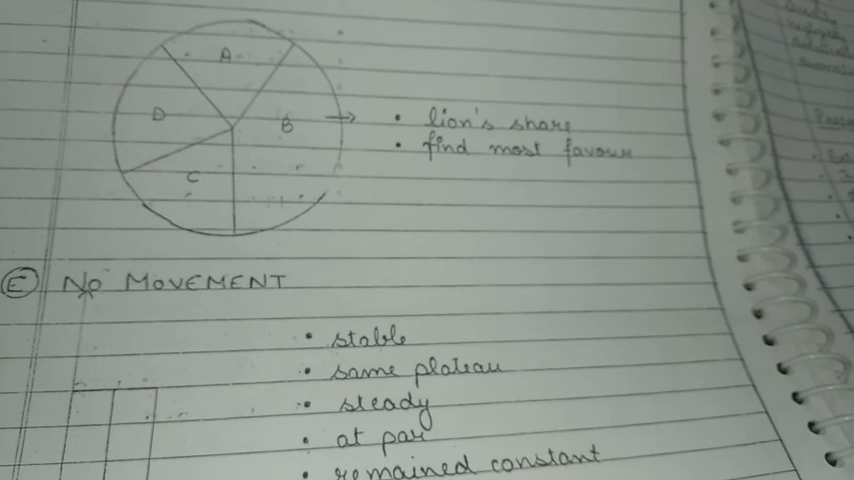 A
D
B
C
→ • lion's share
• find most favour
E NO MOVEMENT
• stable
• same plateau
• steady
• at par
• remained constant